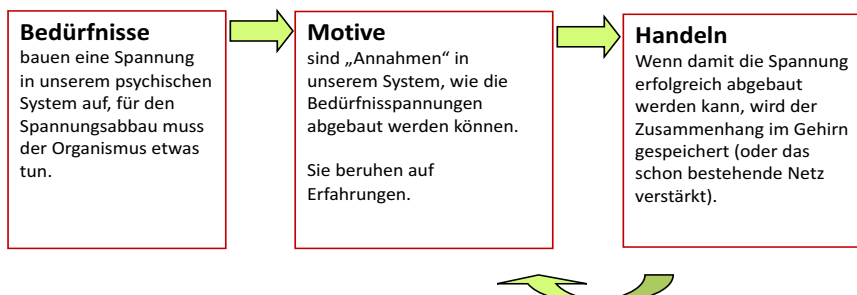 Bedürfnisse
bauen eine Spannung
in unserem psychischen
System auf, für den
Spannungsabbau muss
der Organismus etwas
tun.
Motive
sind „Annahmen“ in
unserem System, wie die
Bedürfnisspannungen
abgebaut werden können.
Sie beruhen auf
Erfahrungen.
Handeln
Wenn damit die Spannung
erfolgreich abgebaut
werden kann, wird der
Zusammenhang im Gehirn
gespeichert (oder das
schon bestehende Netz
verstärkt).